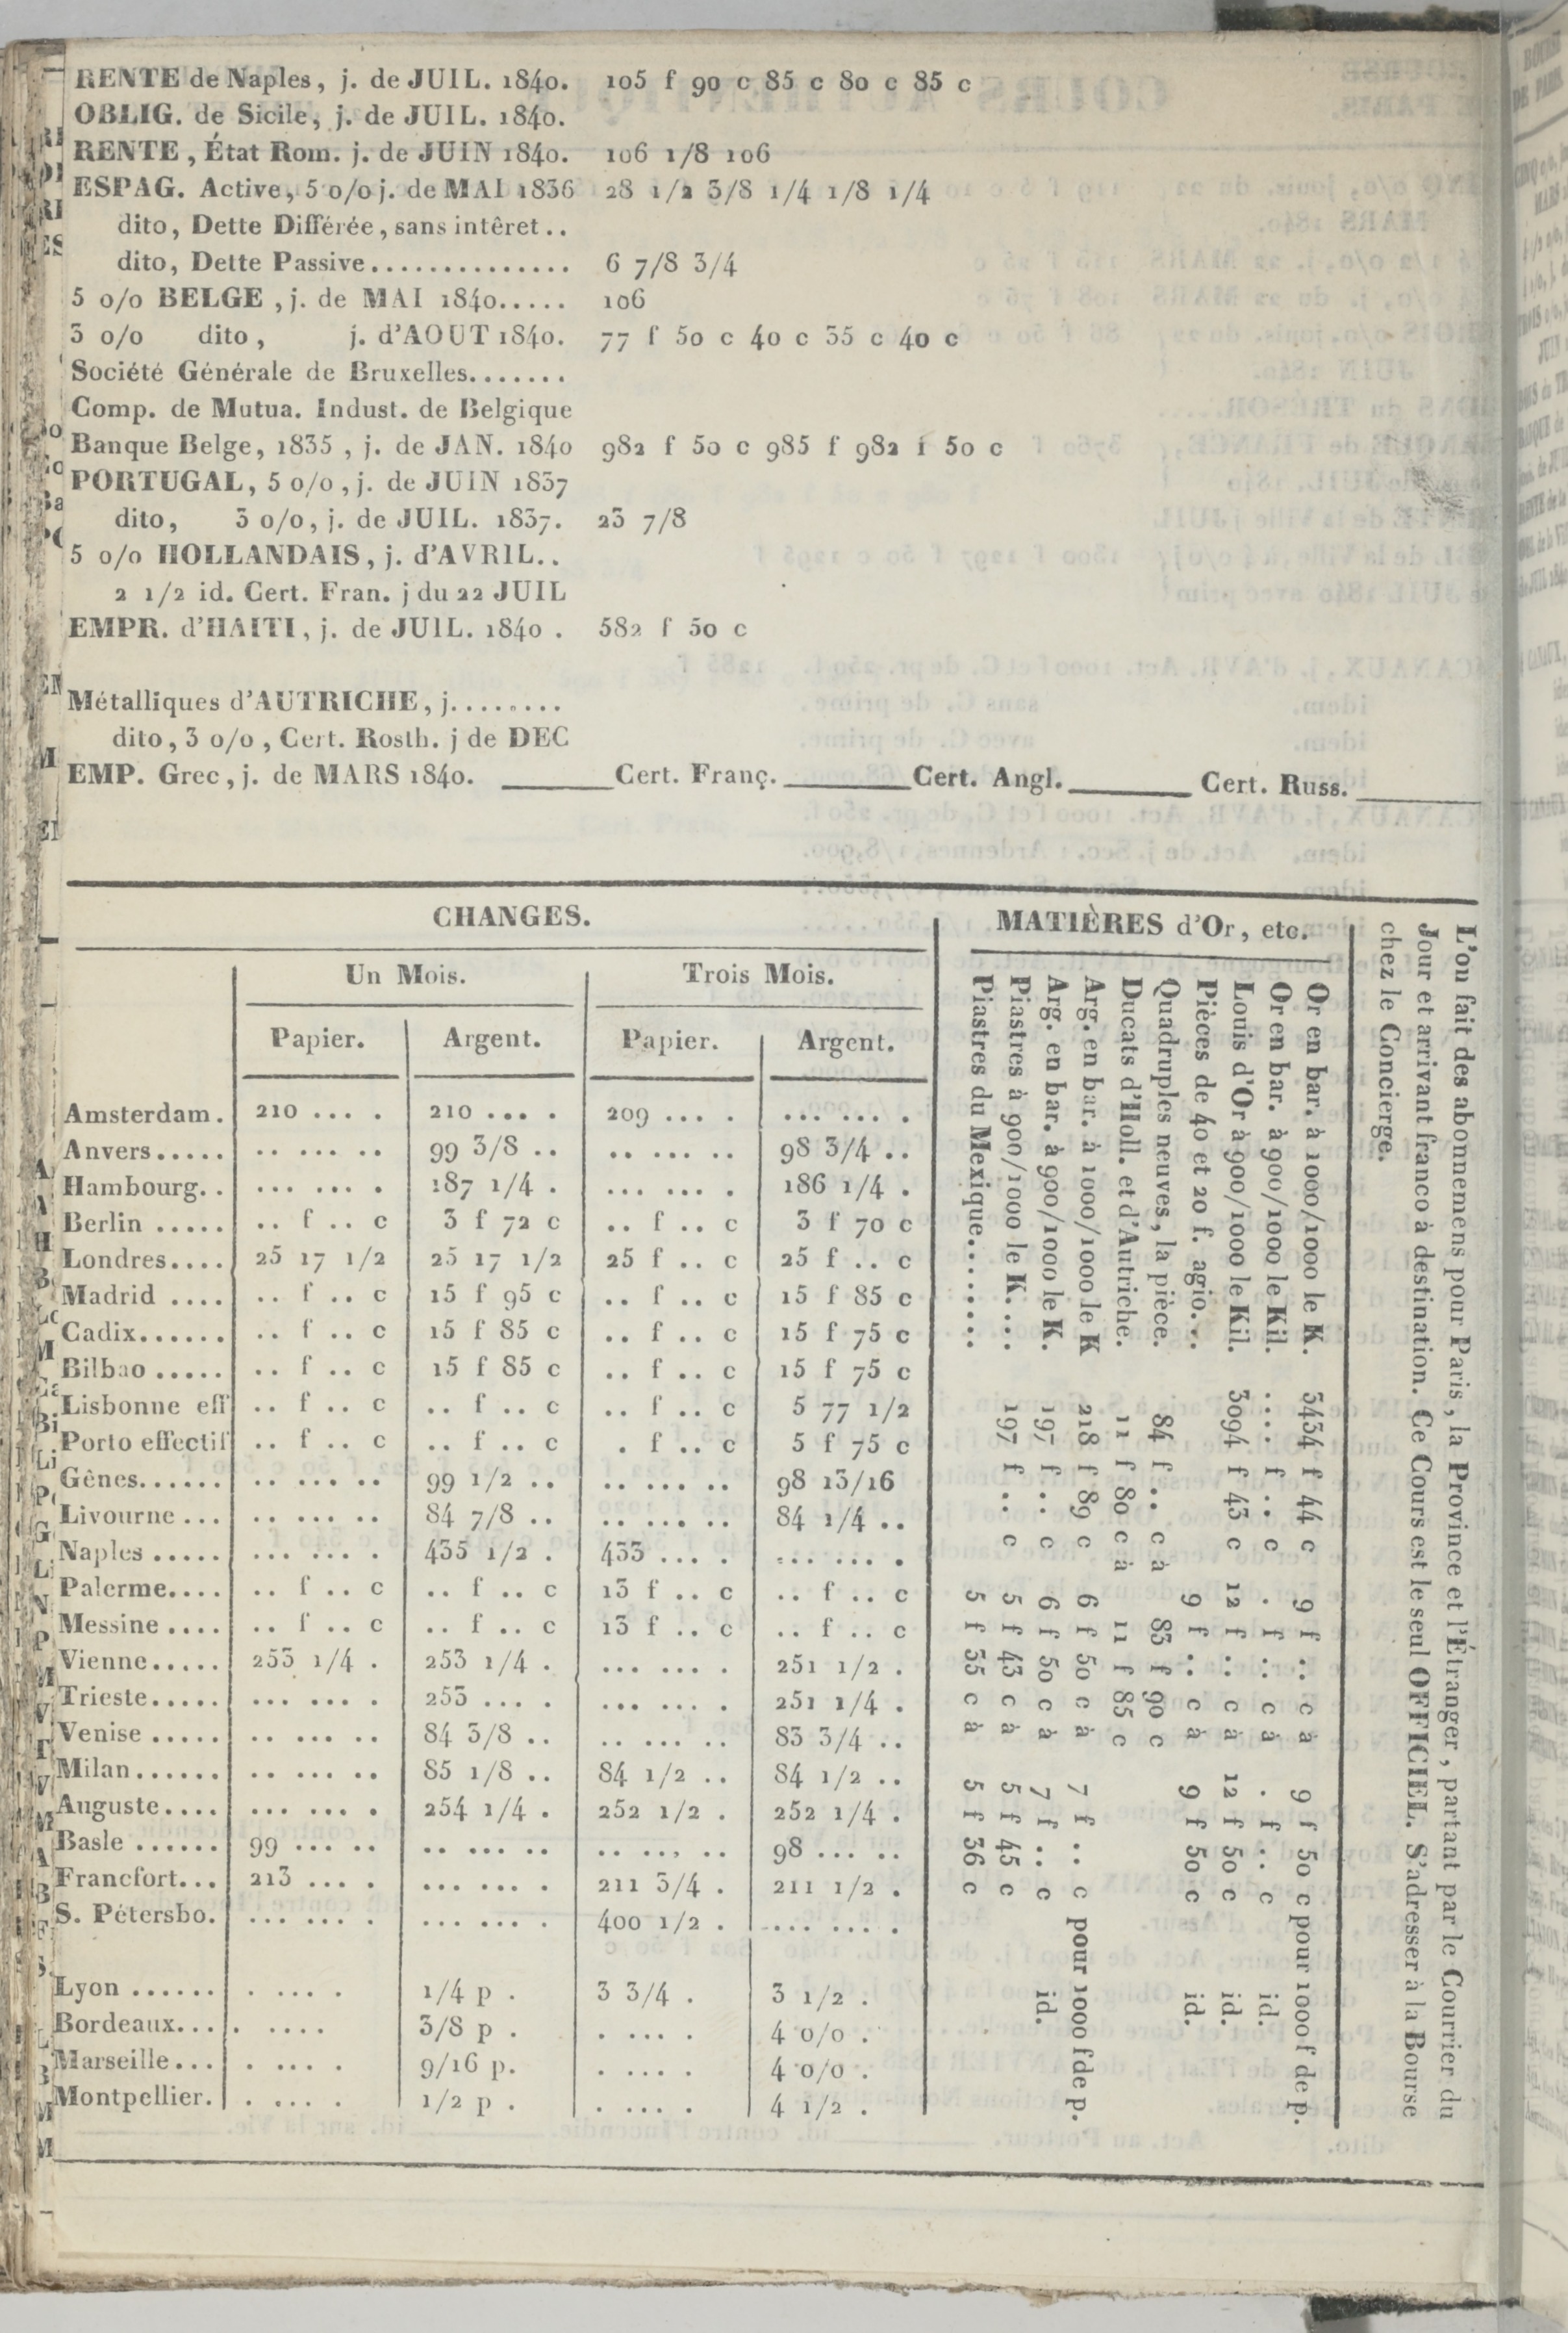 RENTE de Naples, j. de JUIL. 1840. 105 f 90 c 85 c 80 c 85 c
OBLIG. de Sicile, j. de JUIL. 1840.
RENTE, État Rom. j. de JUIN 1840. 106 1/8 106
ESPAG. Active, 5 o/o j. de MAI 1836 28 1/2 3/8 1/4 1/8 1/4
dito, Dette Différée, sans intêret..
dito, Dette Passive.............. 6 7/8 3/4
5 o/o BELGE, j. de MAI 1840..... 106
3 o/o dito, j. d'AOUT 1840. 77 f 50 c 40 c 35 c 40 c
Société Générale de Bruxelles.......
Comp. de Mutua. Indust. de Belgique
Banque Belge, 1835, j. de JAN. 1840 982 f 50 c 985 f 982 f 50 c
PORTUGAL, 5 o/o, j. de JUIN 1837
dito, 3 o/o, j. de JUIL. 1837. 23 7/8
5 o/o HOLLANDAIS, j. d'AVRIL..
2 1/2 id. Cert. Fran. j du 22 JUIL
EMPR. d'HAITI, j. de JUIL. 1840 . 582 f 50 c
Métalliques d'AUTRICHE, j.........
dito, 3 o/o, Cert. Rosth. j de DEC
EMP. Grec, j. de MARS 1840. ______ Cert. Franç. ______ Cert. Angl. ______ Cert. Russ. ______
CHANGES.
Un Mois. Trois Mois.
Papier. Argent. Papier. Argent.
Amsterdam. 210 .... . 210 .... . 209 .... . ... ... .
Anvers..... .. ... .. 99 3/8 .. .. ... .. 98 3/4 ..
Hambourg.. ... ... . 187 1/4 . ... ... . 186 1/4 .
Berlin ..... .. f .. c 3 f 72 c .. f .. c 3 f 70 c
Londres.... 25 17 1/2 25 17 1/2 25 f .. c 25 f .. c
Madrid .... .. f .. c 15 f 95 c .. f .. c 15 f 85 c
Cadix...... .. f .. c 15 f 85 c .. f .. c 15 f 75 c
Bilbao ..... .. f .. c 15 f 85 c .. f .. c 15 f 75 c
Lisbonne eff .. f .. c .. f .. c .. f .. c 5 77 1/2
Porto effectif .. f .. c .. f .. c . f .. c 5 f 75 c
Gênes...... .. ... .. 99 1/2 .. .. ... .. 98 13/16
Livourne ... .. ... .. 84 7/8 .. .. ... .. 84 1/4 ..
Naples ..... ... ... . 435 1/2 . 433 .... . ... ... .
Palerme.... .. f .. c .. f .. c 13 f .. c .. f .. c
Messine .... .. f .. c .. f .. c 13 f .. c .. f .. c
Vienne..... 253 1/4 . 253 1/4 . ... ... . 251 1/2 .
Trieste..... ... ... . 253 .... . ... ... . 251 1/4 .
Venise ..... .. ... .. 84 3/8 .. .. ... .. 83 3/4 ..
Milan...... .. ... .. 85 1/8 .. 84 1/2 .. 84 1/2 ..
Auguste.... ... ... . 254 1/4 . 252 1/2 . 252 1/4 .
Basle ...... 99 ... .. .. ... .. .. ... .. 98 ... ..
Francfort... 213 .... . ... ... . 211 3/4 . 211 1/2 .
S. Pétersbo. ... ... . ... ... . 400 1/2 . ... ... .
Lyon ...... . .... . 1/4 p . 3 3/4 . 3 1/2 .
Bordeaux... . .... 3/8 p . . .... . 4 o/o .
Marseille... . .... . 9/16 p. . .... . 4 o/o .
Montpellier. . .... . 1/2 p . . .... . 4 1/2 .
MATIÈRES d'Or, etc.
Or en bar. à 1000/1000 le K. 3434 f 44 c 9 f .. c à 9 f 50 c pour 1000 f de p.
Or en bar. à 900/1000 le Kil. .... f .. c . f .. c à . f .. c id.
Louis d'Or à 900/1000 le Kil. 3094 f 43 c 12 f .. c à 12 f 50 c id.
Pièces de 40 et 20 f. agio... 9 f .. c à 9 f 50 c id.
Quadruples neuves, la pièce. 84 f .. c à 83 f 90 c
Ducats d'Holl. et d'Autriche. 11 f 80 c à 11 f 85 c
Arg. en bar. à 1000/1000 le K 218 f 89 c 6 f 50 c à 7 f .. c pour 1000 f de p.
Arg. en bar. à 900/1000 le K. 197 f .. c 6 f 50 c à 7 f .. c id.
Piastres à 900/1000 le K.... 197 f .. c 5 f 43 c à 5 f 45 c
Piastres du Mexique........ 5 f 35 c à 5 f 36 c
L'on fait des abonnemens pour Paris, la Province et l'Étranger, partant par le Courrier du
Jour et arrivant franco à destination. Ce Cours est le seul OFFICIEL. S'adresser à la Bourse
chez le Concierge.